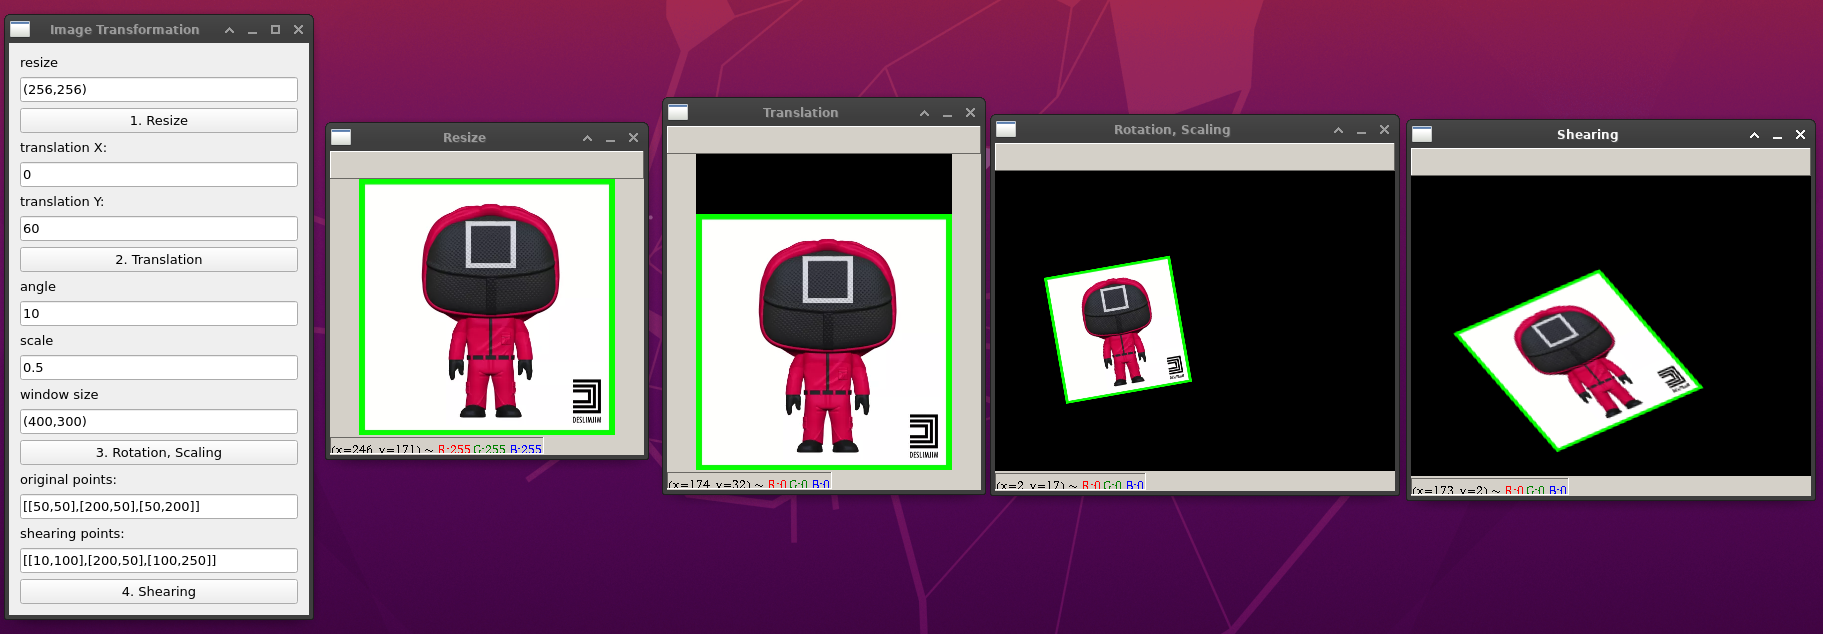 Image Transformation
resize
(256,256)
1. Resize
translation X:
0
translation Y:
60
2. Translation
angle
10
scale
0.5
window size
(400,300)
3. Rotation, Scaling
original points:
[[50,50],[200,50],[50,200]]
shearing points:
[[10,100],[200,50],[100,250]]
4. Shearing
Resize
DESLIMJIM
(x=246, y=171) ~ R:255 G:255 B:255
Translation
DESLIMJIM
(x=174, y=32) ~ R:0 G:0 B:0
Rotation, Scaling
(x=2, y=17) ~ R:0 G:0 B:0
Shearing
(x=173, y=2) ~ R:0 G:0 B:0